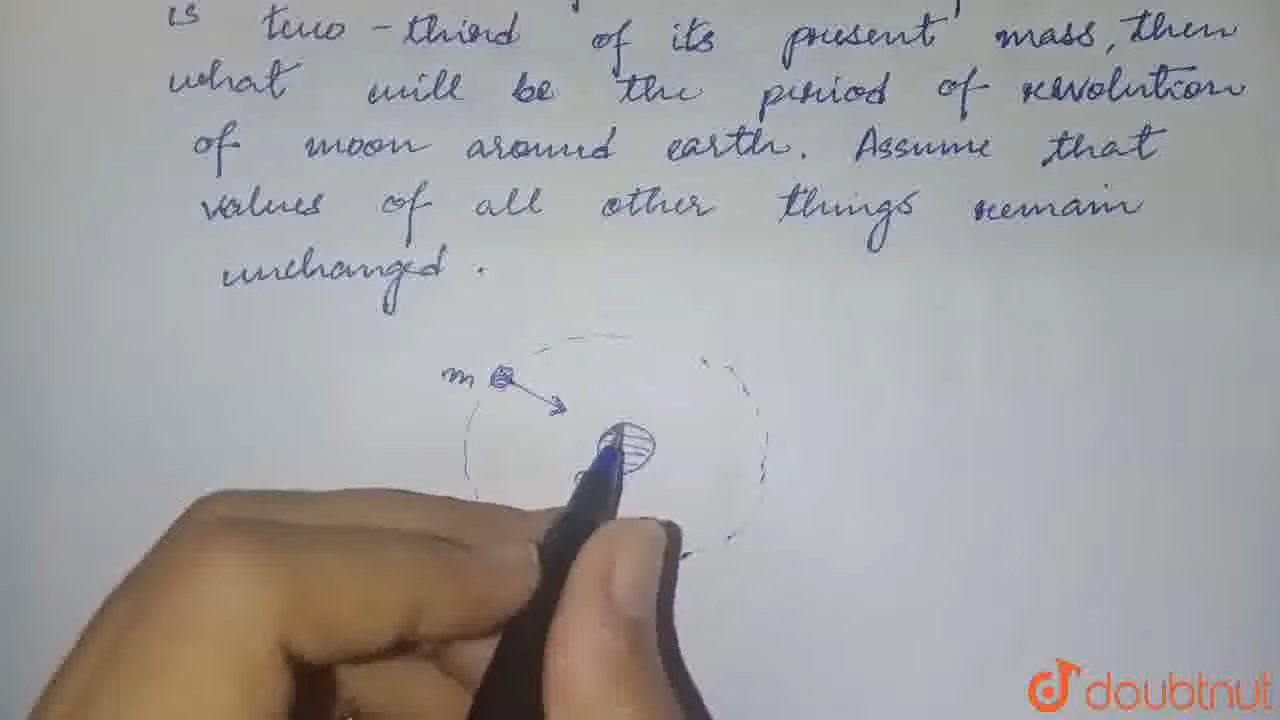 is two-third of its present mass, then
what will be the period of revolution
of moon around earth. Assume that
values of all other things remain
unchanged.
m
doubtnut